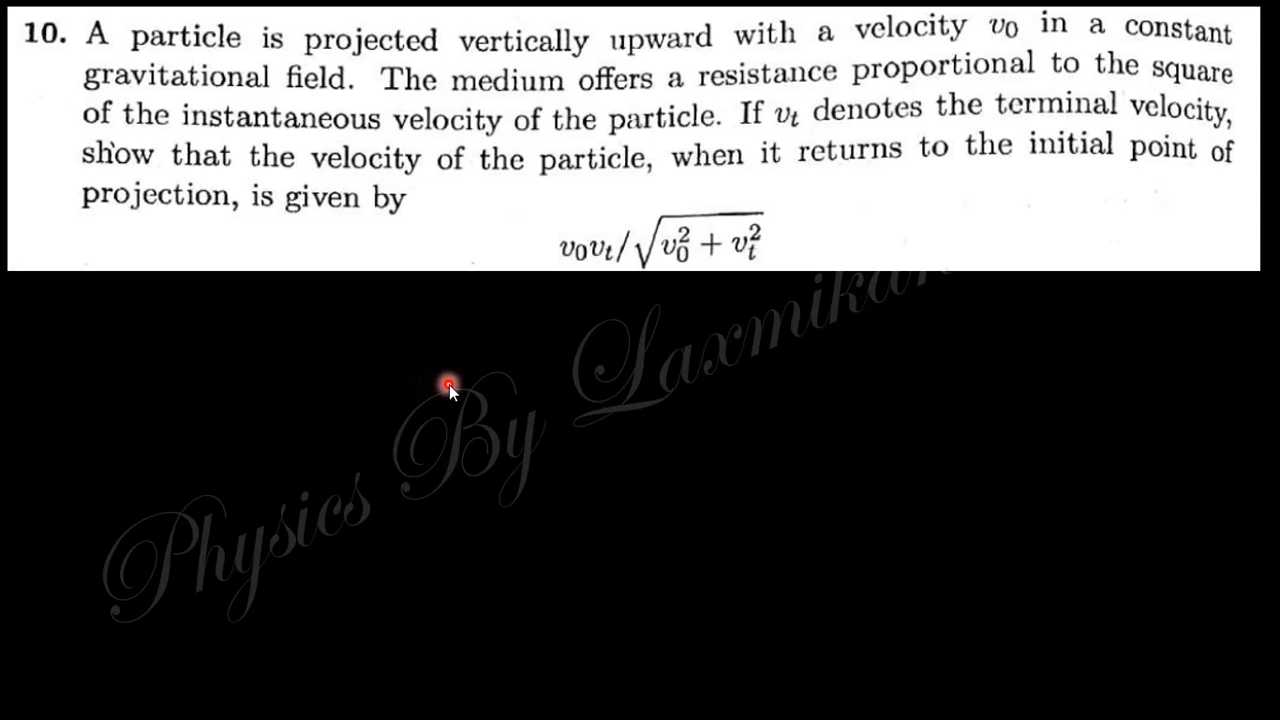 10. A particle is projected vertically upward with a velocity v₀ in a constant
gravitational field. The medium offers a resistance proportional to the square
of the instantaneous velocity of the particle. If vₜ denotes the terminal velocity,
show that the velocity of the particle, when it returns to the initial point of
projection, is given by
v₀vₜ/√(v₀² + vₜ²)
Physics By